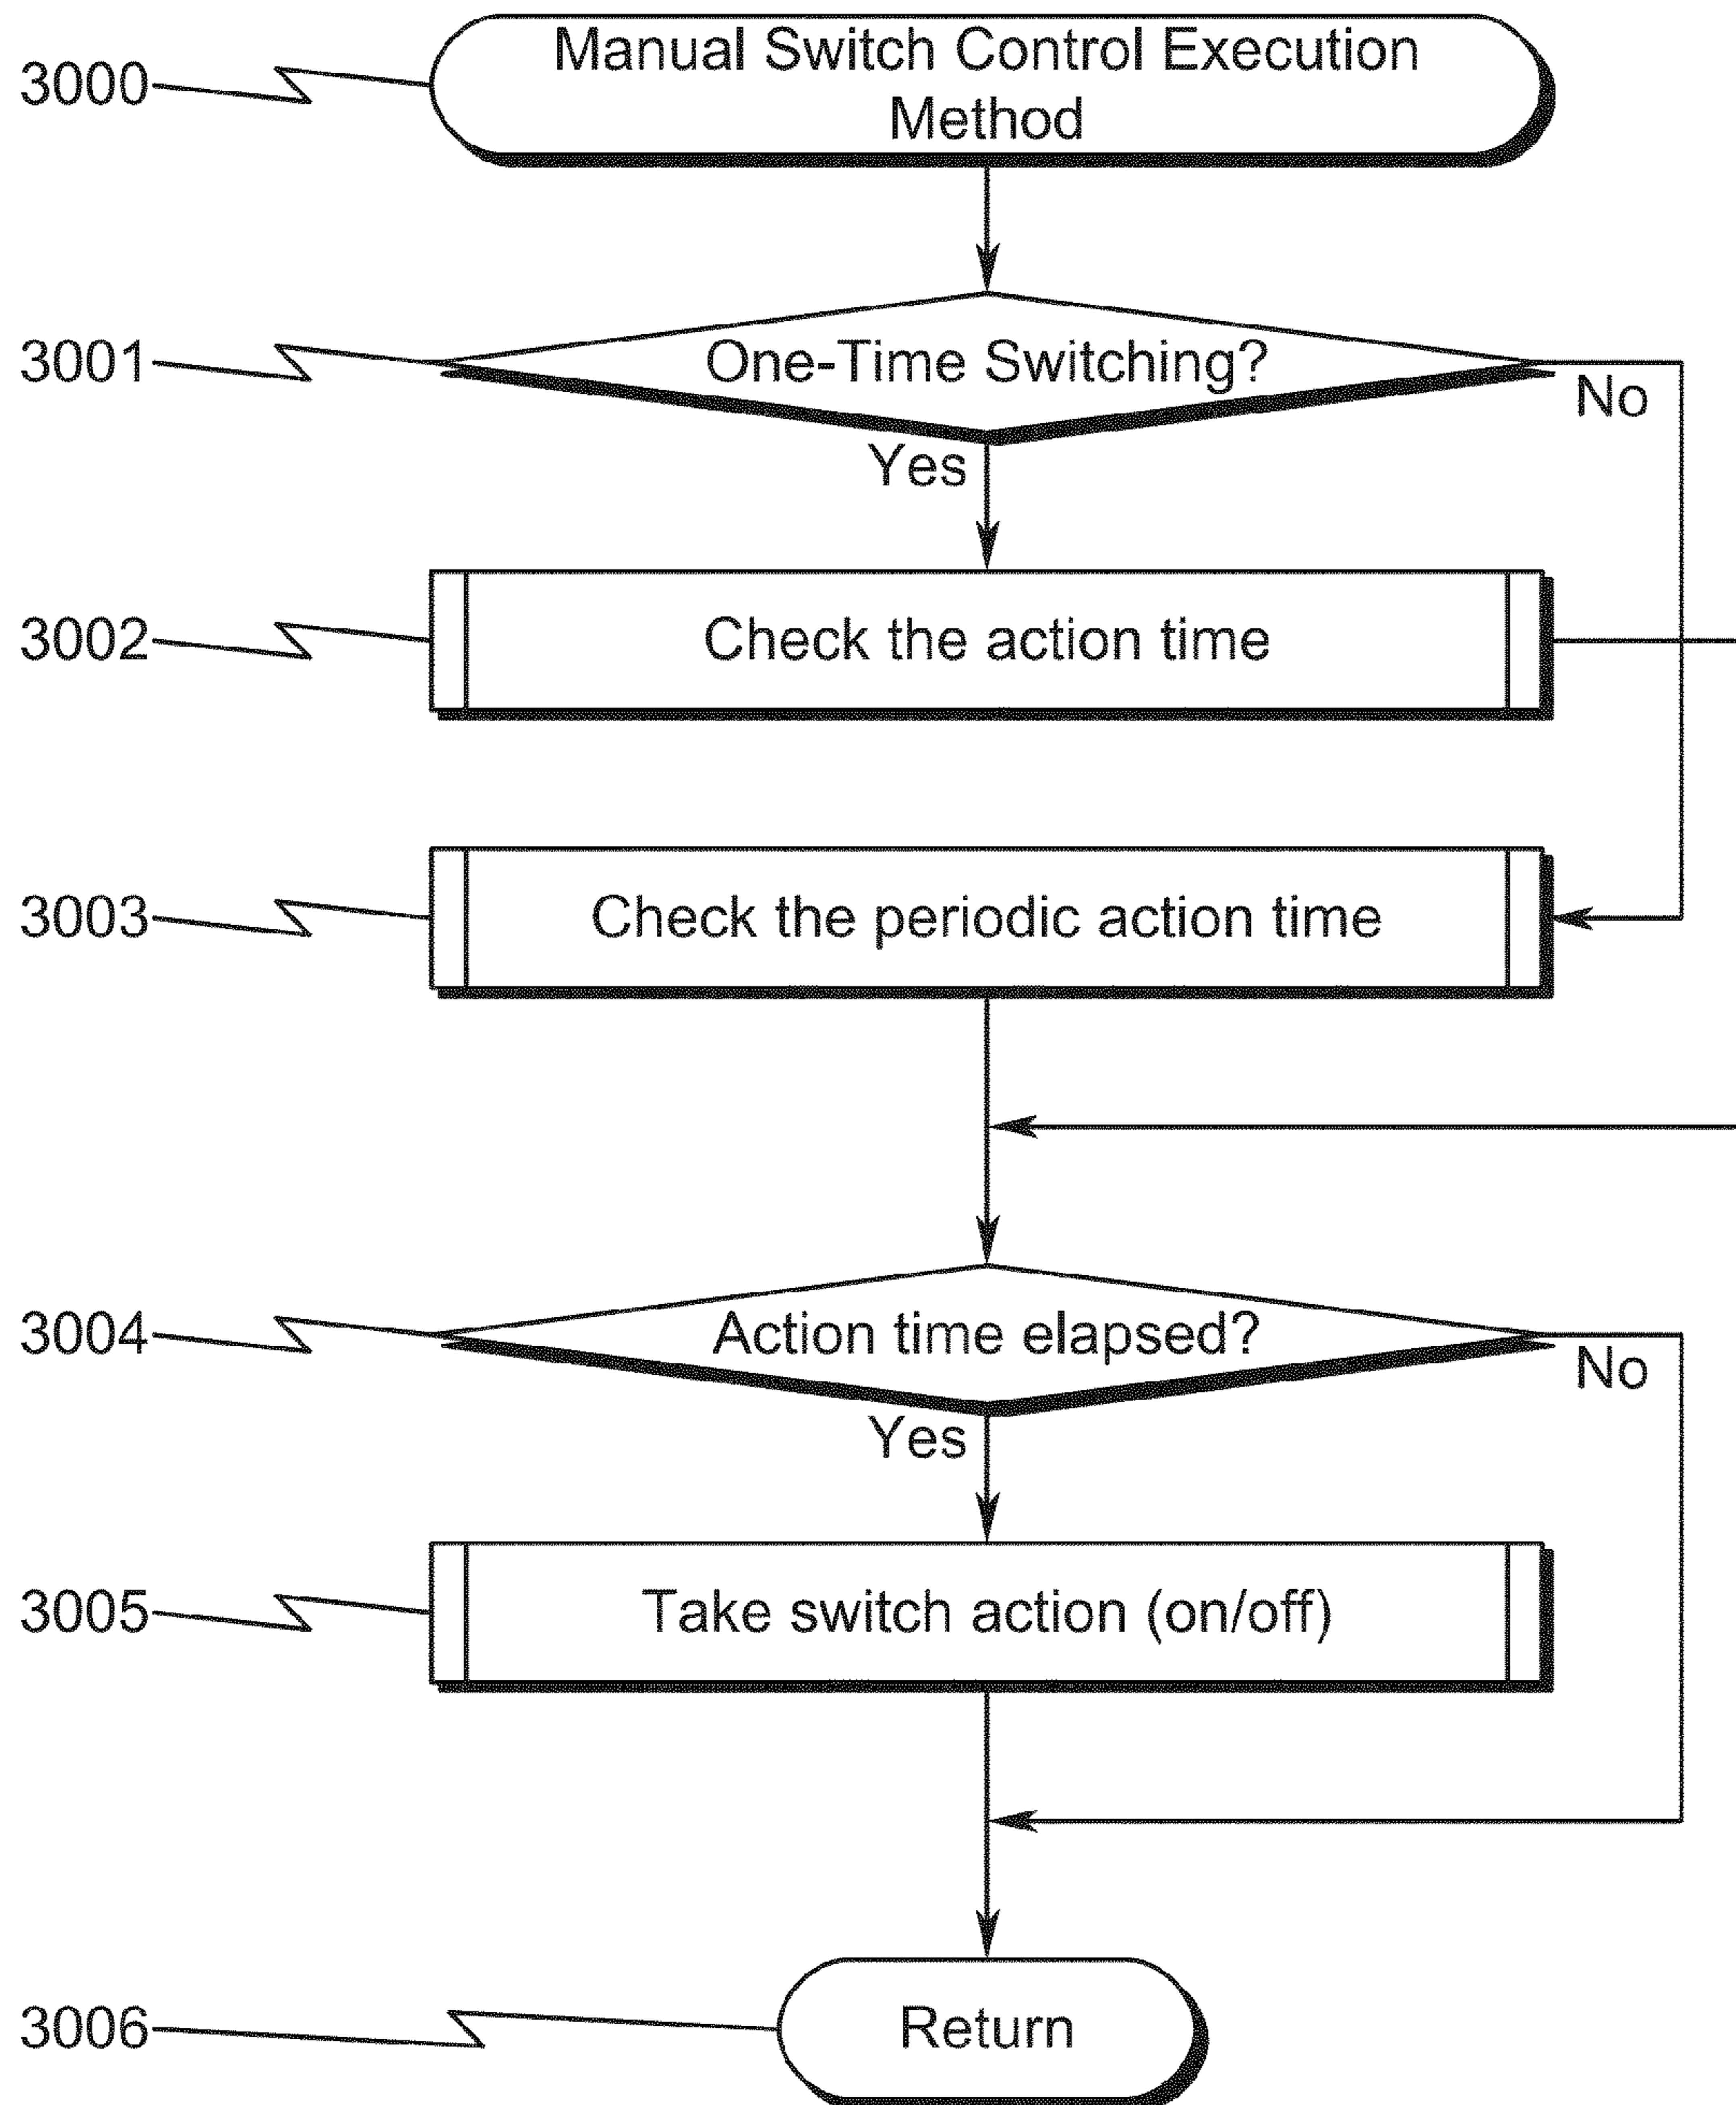 3000
Manual Switch Control Execution
Method
3001
One-Time Switching?
No
Yes
3002
Check the action time
3003
Check the periodic action time
3004
Action time elapsed?
No
Yes
3005
Take switch action (on/off)
3006
Return